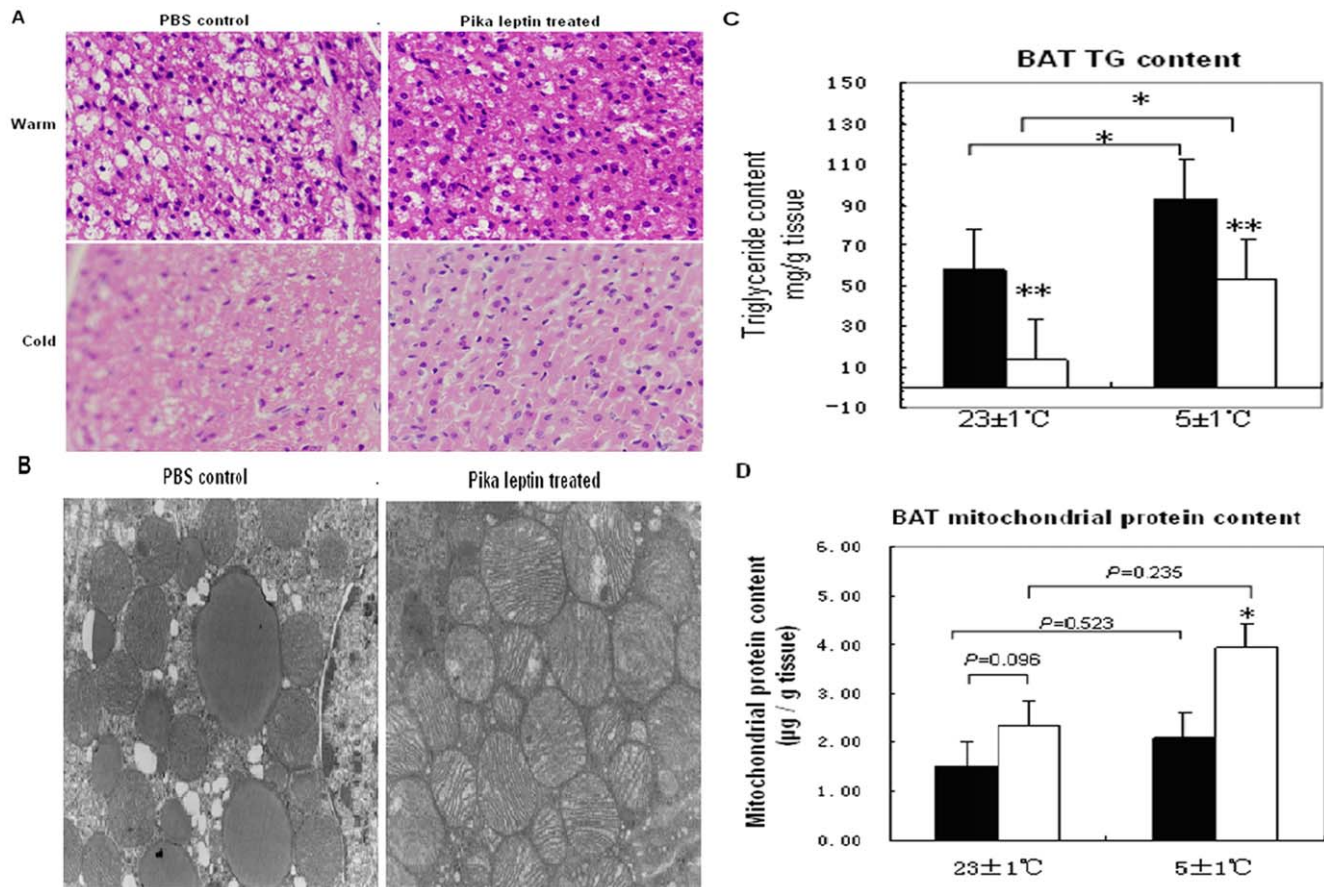 A
PBS control
Pika leptin treated
Warm
Cold
B
PBS control
Pika leptin treated
C
BAT TG content
Triglyceride content
mg/g tissue
150
130
110
90
70
50
30
10
-10
*
*
**
**
23±1℃
5±1℃
D
BAT mitochondrial protein content
Mitochondrial protein content
(µg / g tissue)
6.00
5.00
4.00
3.00
2.00
1.00
0.00
P=0.235
P=0.523
P=0.096
*
23±1℃
5±1℃